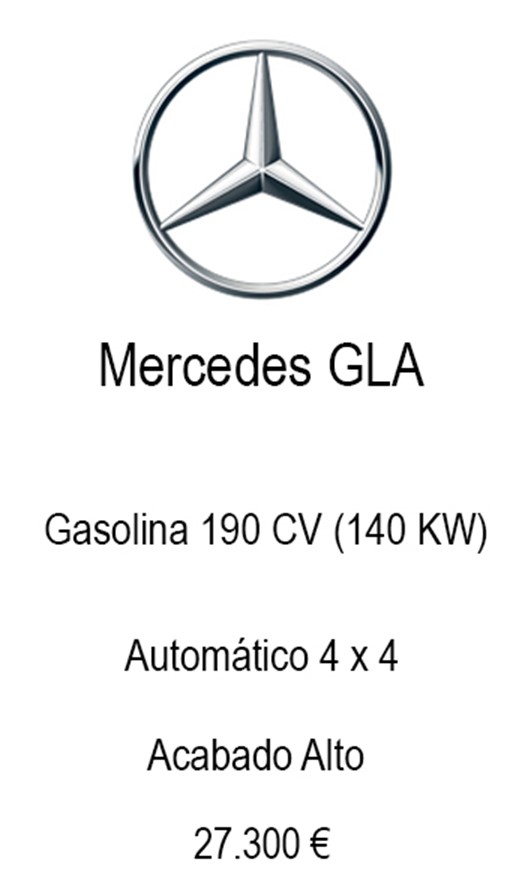 Mercedes GLA
Gasolina 190 CV (140 KW)
Automático 4 x 4
Acabado Alto
27.300 €